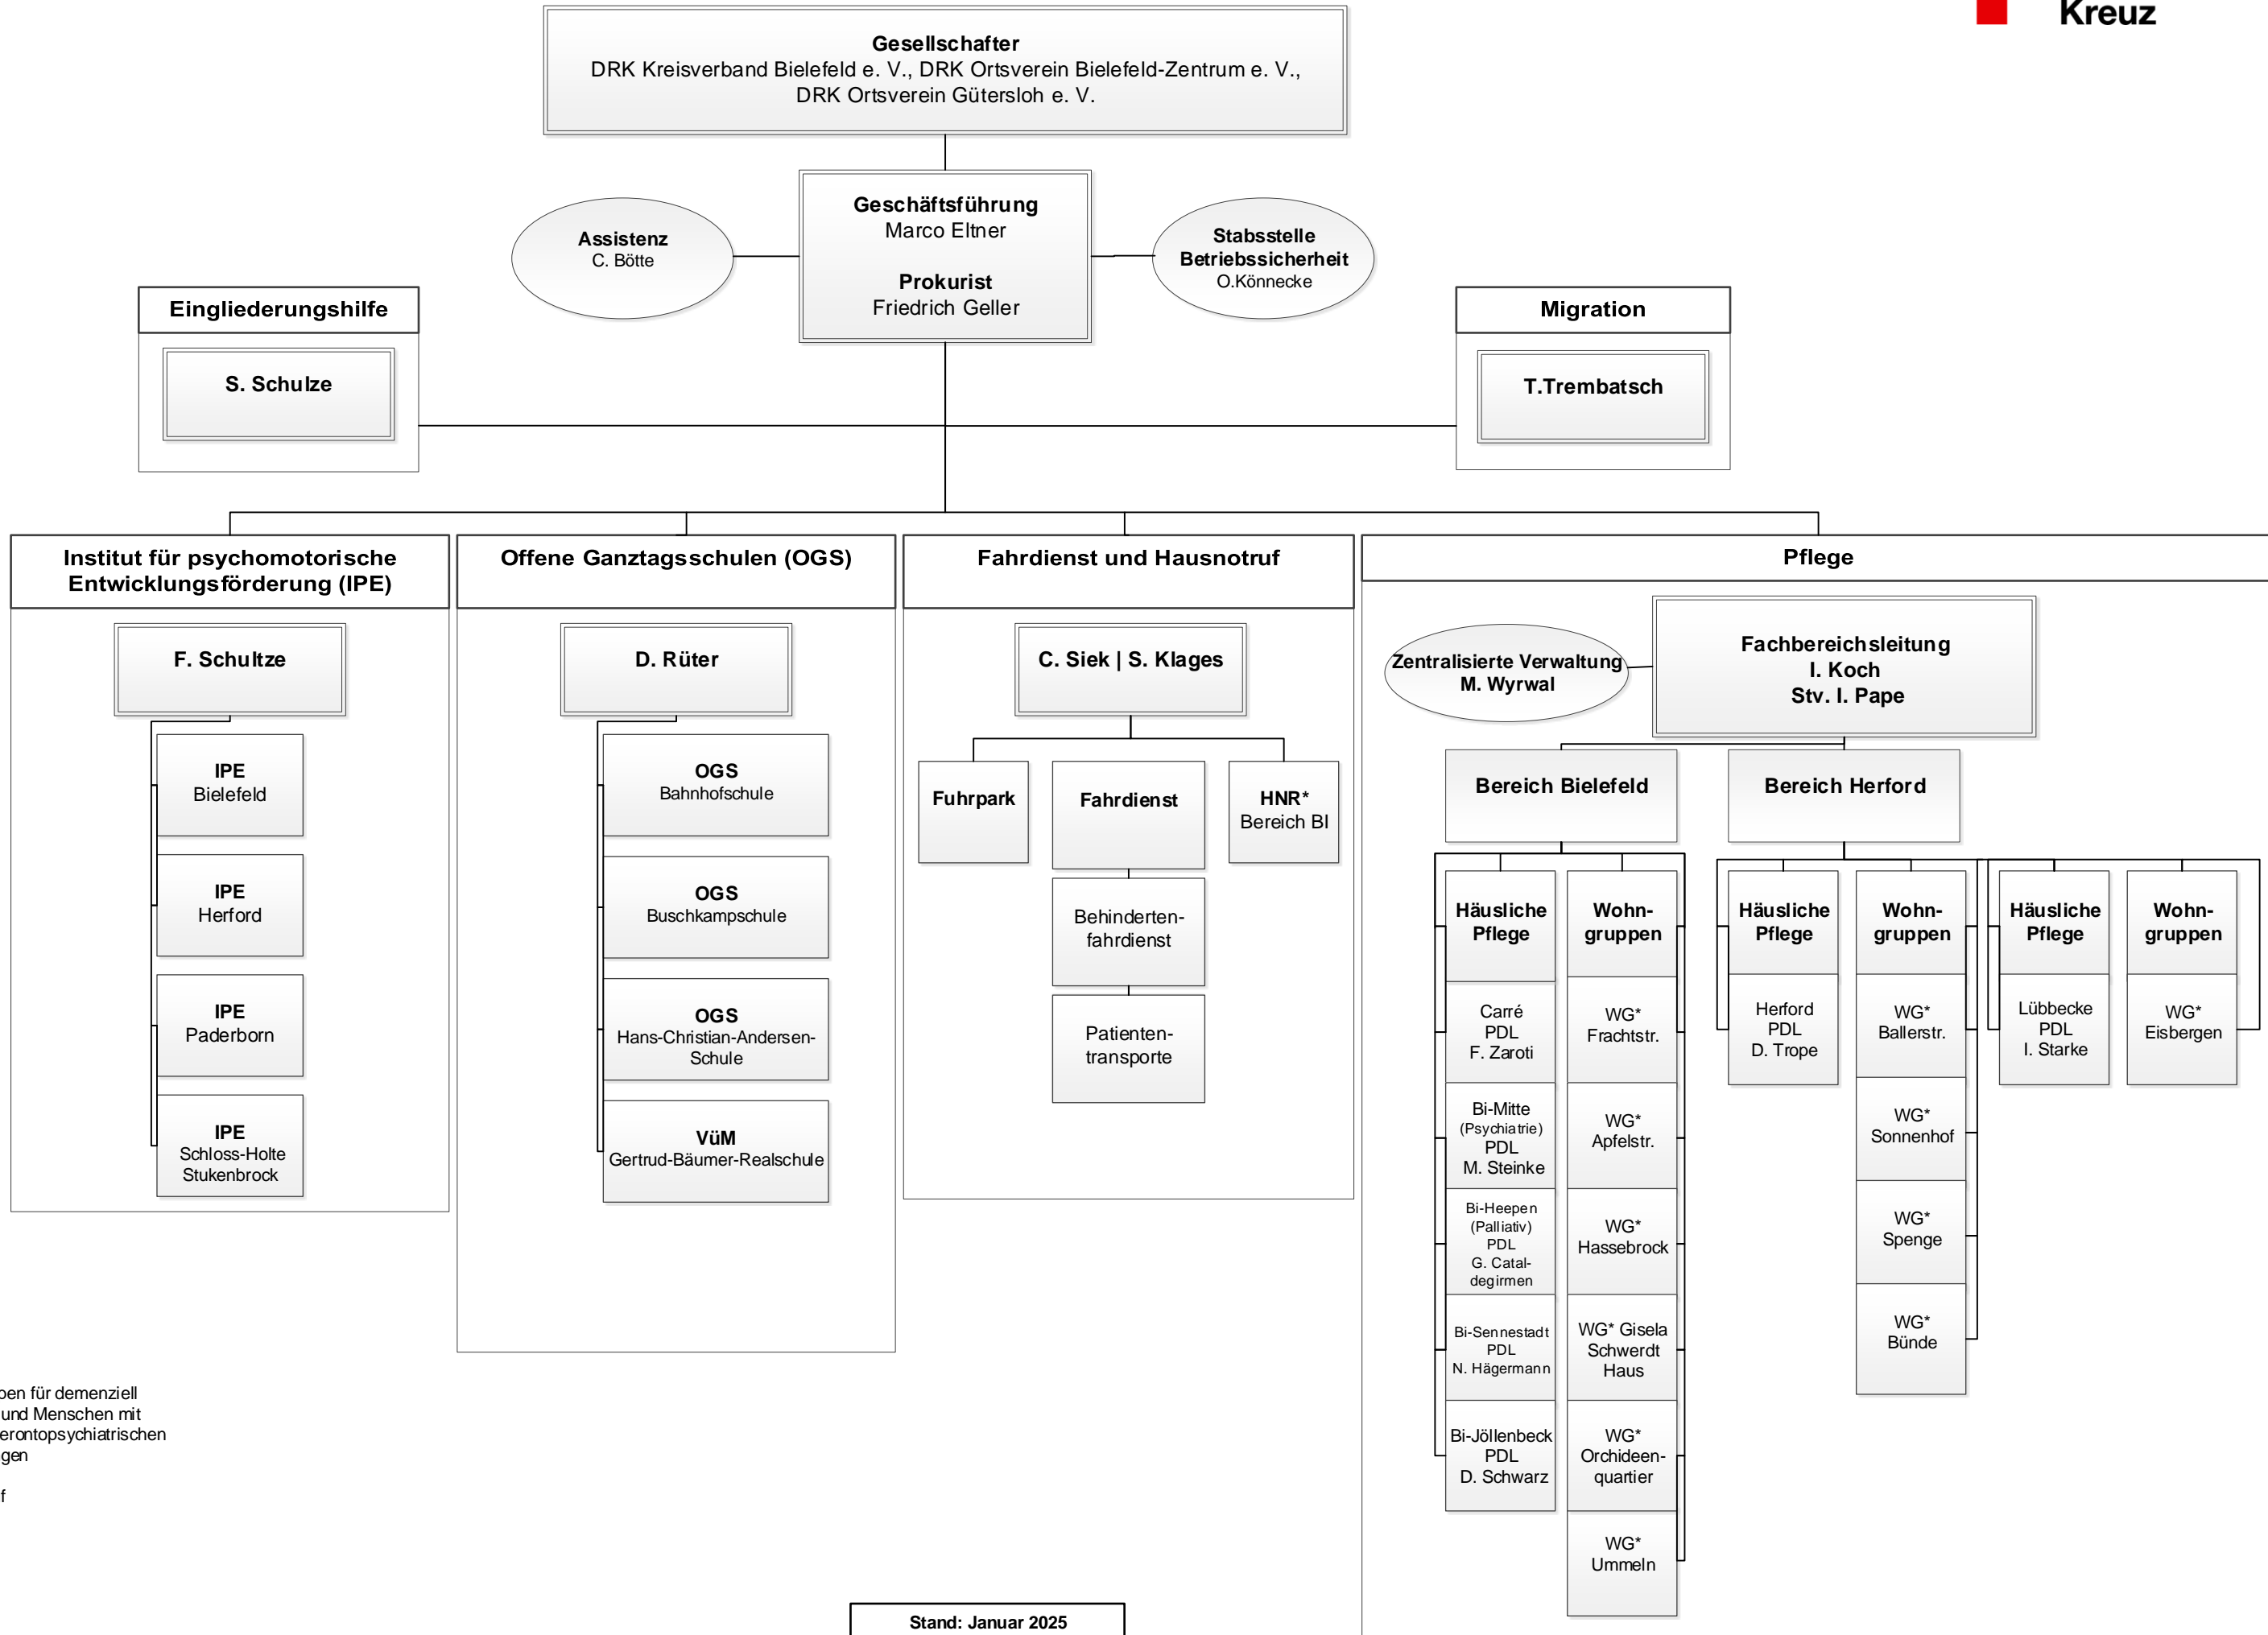 Kreuz
Gesellschafter
DRK Kreisverband Bielefeld e. V., DRK Ortsverein Bielefeld-Zentrum e. V.,
DRK Ortsverein Gütersloh e. V.
Geschäftsführung
Marco Eltner
Prokurist
Friedrich Geller
Assistenz
C. Bötte
Stabsstelle
Betriebssicherheit
O.Könnecke
Eingliederungshilfe
S. Schulze
Migration
T.Trembatsch
Institut für psychomotorische
Entwicklungsförderung (IPE)
F. Schultze
IPE
Bielefeld
IPE
Herford
IPE
Paderborn
IPE
Schloss-Holte
Stukenbrock
Offene Ganztagsschulen (OGS)
D. Rüter
OGS
Bahnhofschule
OGS
Buschkampschule
OGS
Hans-Christian-Andersen-
Schule
VüM
Gertrud-Bäumer-Realschule
Fahrdienst und Hausnotruf
C. Siek | S. Klages
Fuhrpark
Fahrdienst
HNR*
Bereich BI
Behinderten-
fahrdienst
Patienten-
transporte
Pflege
Zentralisierte Verwaltung
M. Wyrwal
Fachbereichsleitung
I. Koch
Stv. I. Pape
Bereich Bielefeld
Häusliche
Pflege
Carré
PDL
F. Zaroti
Bi-Mitte
(Psychiatrie)
PDL
M. Steinke
Bi-Heepen
(Palliativ)
PDL
G. Catal-
degirmen
Bi-Sennestadt
PDL
N. Hägermann
Bi-Jöllenbeck
PDL
D. Schwarz
Wohn-
gruppen
WG*
Frachtstr.
WG*
Apfelstr.
WG*
Hassebrock
WG* Gisela
Schwerdt
Haus
WG*
Orchideen-
quartier
WG*
Ummeln
Bereich Herford
Häusliche
Pflege
Herford
PDL
D. Trope
Wohn-
gruppen
WG*
Ballerstr.
WG*
Sonnenhof
WG*
Spenge
WG*
Bünde
Häusliche
Pflege
Lübbecke
PDL
I. Starke
Wohn-
gruppen
WG*
Eisbergen
für demenziell
und Menschen mit
erontopsychiatrischen
gen
f
Stand: Januar 2025